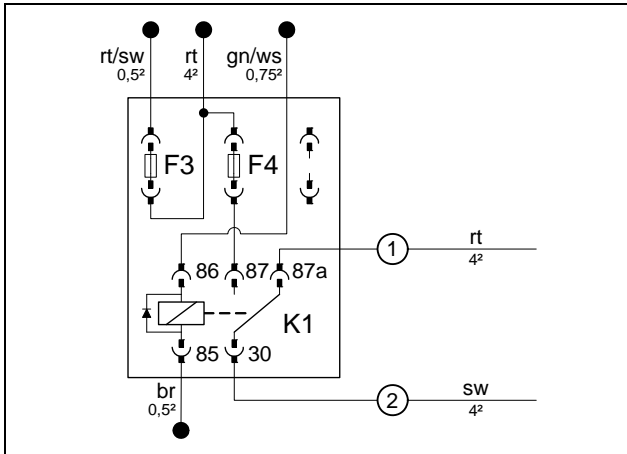 rt/sw rt gn/ws
0,5² 4² 0,75²
F3 F4
1 rt
4²
86 87 87a
K1
85 30
br
0,5²
2 sw
4²